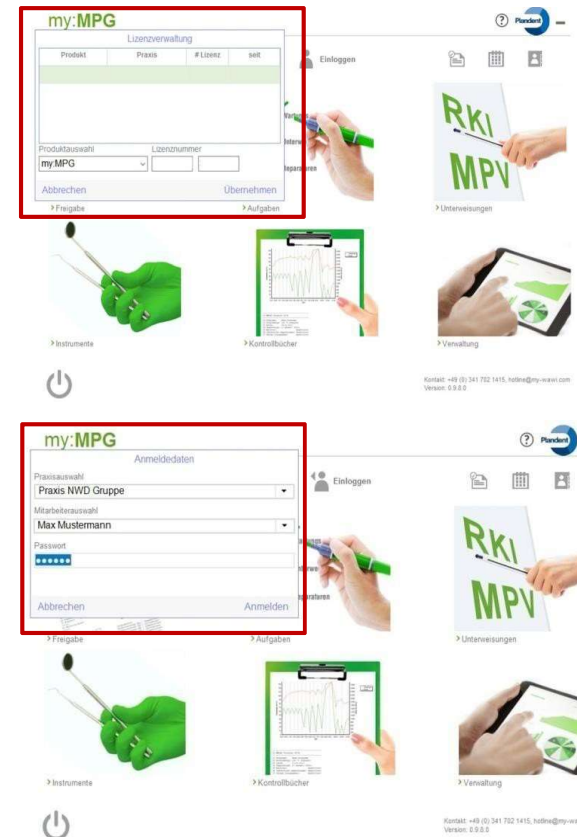 my:MPG
Plandent
Lizenzverwaltung
Produkt Praxis # Lizenz seit
Einloggen
Produktauswahl Lizenznummer
my:MPG
Abbrechen Übernehmen
Reparaturen
RKI
MPV
> Freigabe
> Aufgaben
> Unterweisungen
> Instrumente
> Kontrollbücher
> Verwaltung
Kontakt: +49 (0) 341 702 1415, hotline@my-wawi.com
Version: 0.9.8.0
my:MPG
Plandent
Anmeldedaten
Praxisauswahl
Praxis NWD Gruppe
Einloggen
Mitarbeiterauswahl
Max Mustermann
Passwort
Abbrechen Anmelden
RKI
MPV
> Freigabe
> Aufgaben
> Unterweisungen
> Instrumente
> Kontrollbücher
> Verwaltung
Kontakt: +49 (0) 341 702 1415, hotline@my-wa
Version: 0.9.8.0